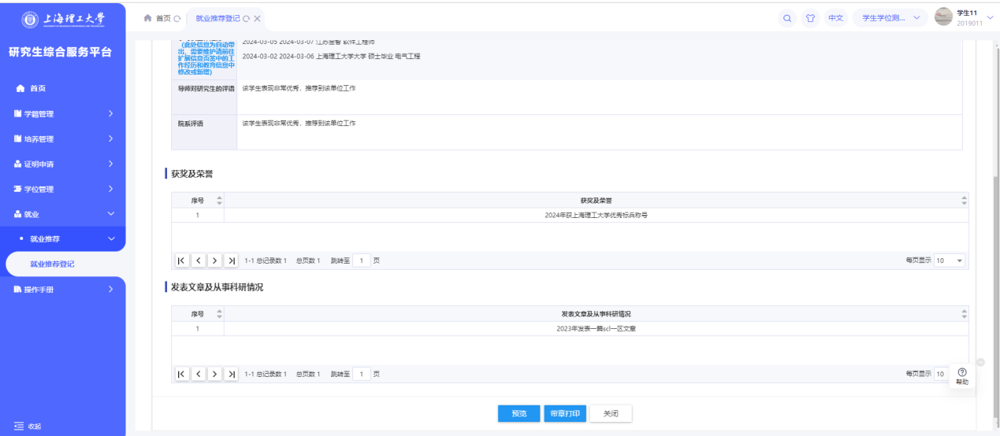 上海理工大学
首页
就业推荐登记
中文
学生学位测...
学生11
2019011
研究生综合服务平台
首页
学籍管理
培养管理
证明申请
学位管理
就业
就业推荐
就业推荐登记
操作手册
收起
(此处信息为自动带
出，需要维护请前往
扩展信息页签中的工
作经历和教育信息中
修改或新增)
2024-03-05 2024-03-07 江苏金智 软件工程师
2024-03-02 2024-03-06 上海理工大学大学 硕士毕业 电气工程
导师对研究生的评语 该学生表现非常优秀，推荐到该单位工作
院系评语 该学生表现非常优秀，推荐到该单位工作
获奖及荣誉
序号 获奖及荣誉
1 2024年获上海理工大学优秀标兵称号
1-1 总记录数 1 总页数 1 跳转至 1 页 每页显示 10
发表文章及从事科研情况
序号 发表文章及从事科研情况
1 2023年发表一篇scl一区文章
1-1 总记录数 1 总页数 1 跳转至 1 页 每页显示 10
帮助
预览 带章打印 关闭